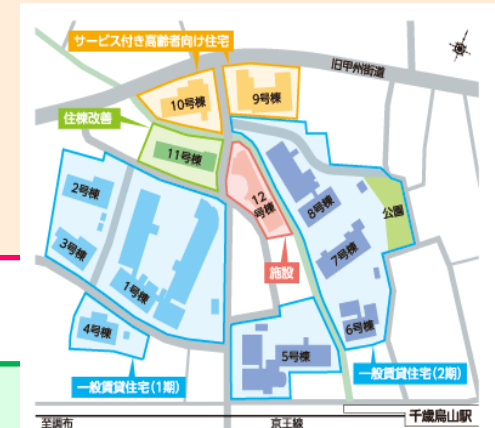 サービス付き高齢者向け住宅
旧甲州街道
10号棟
9号棟
住棟改善
11号棟
2号棟
12号棟
8号棟
公園
3号棟
7号棟
施設
1号棟
4号棟
6号棟
5号棟
一般賃貸住宅(1期)
一般賃貸住宅(2期)
至調布
京王線
千歳烏山駅